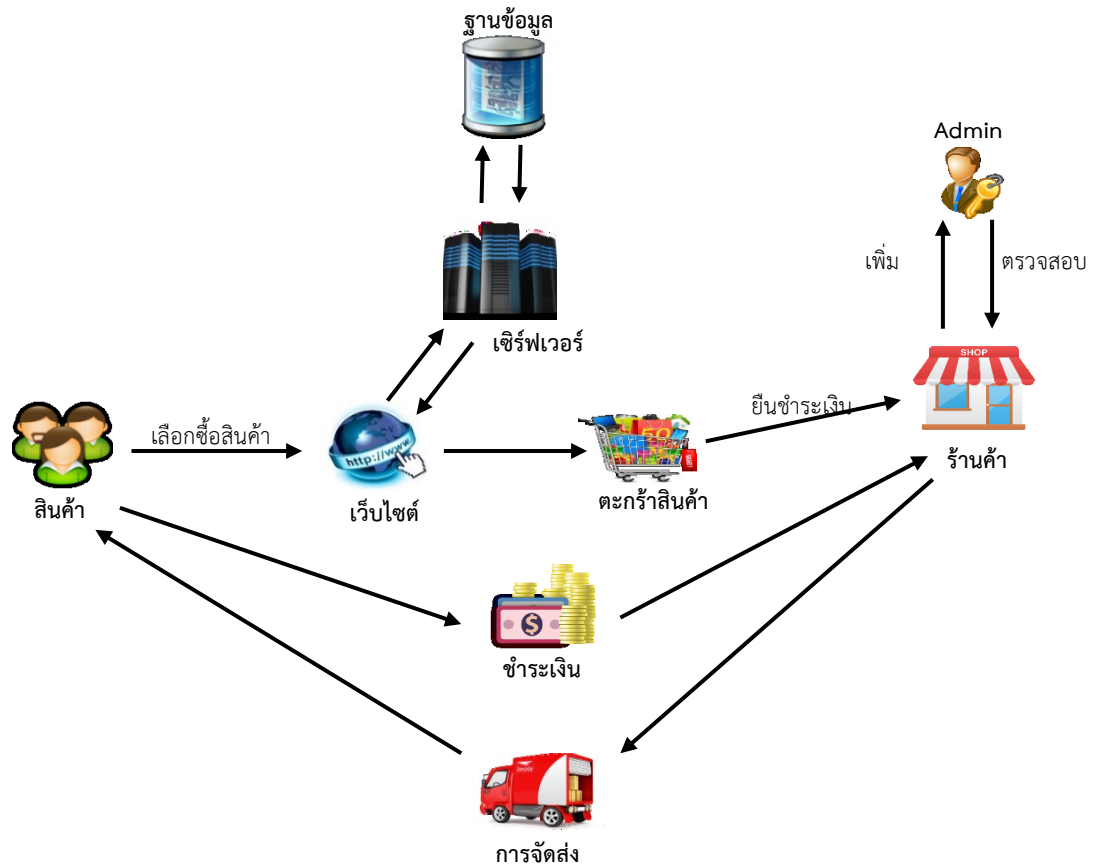 ฐานข้อมูล
Admin
เพิ่ม
ตรวจสอบ
เซิร์ฟเวอร์
SHOP
ยืนชำระเงิน
เลือกซื้อสินค้า
http://www
50
สินค้า
เว็บไซต์
ตะกร้าสินค้า
ร้านค้า
$
ชำระเงิน
การจัดส่ง